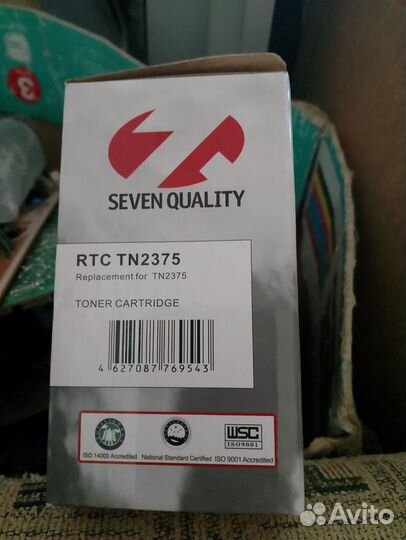 3
SEVEN QUALITY
RTC TN2375
Replacement for TN2375
TONER CARTRIDGE
4 627087 769543
WSC
ISO9001
ISO 14000 Accredited National Standard Certified ISO 9001 Accredited
Avito